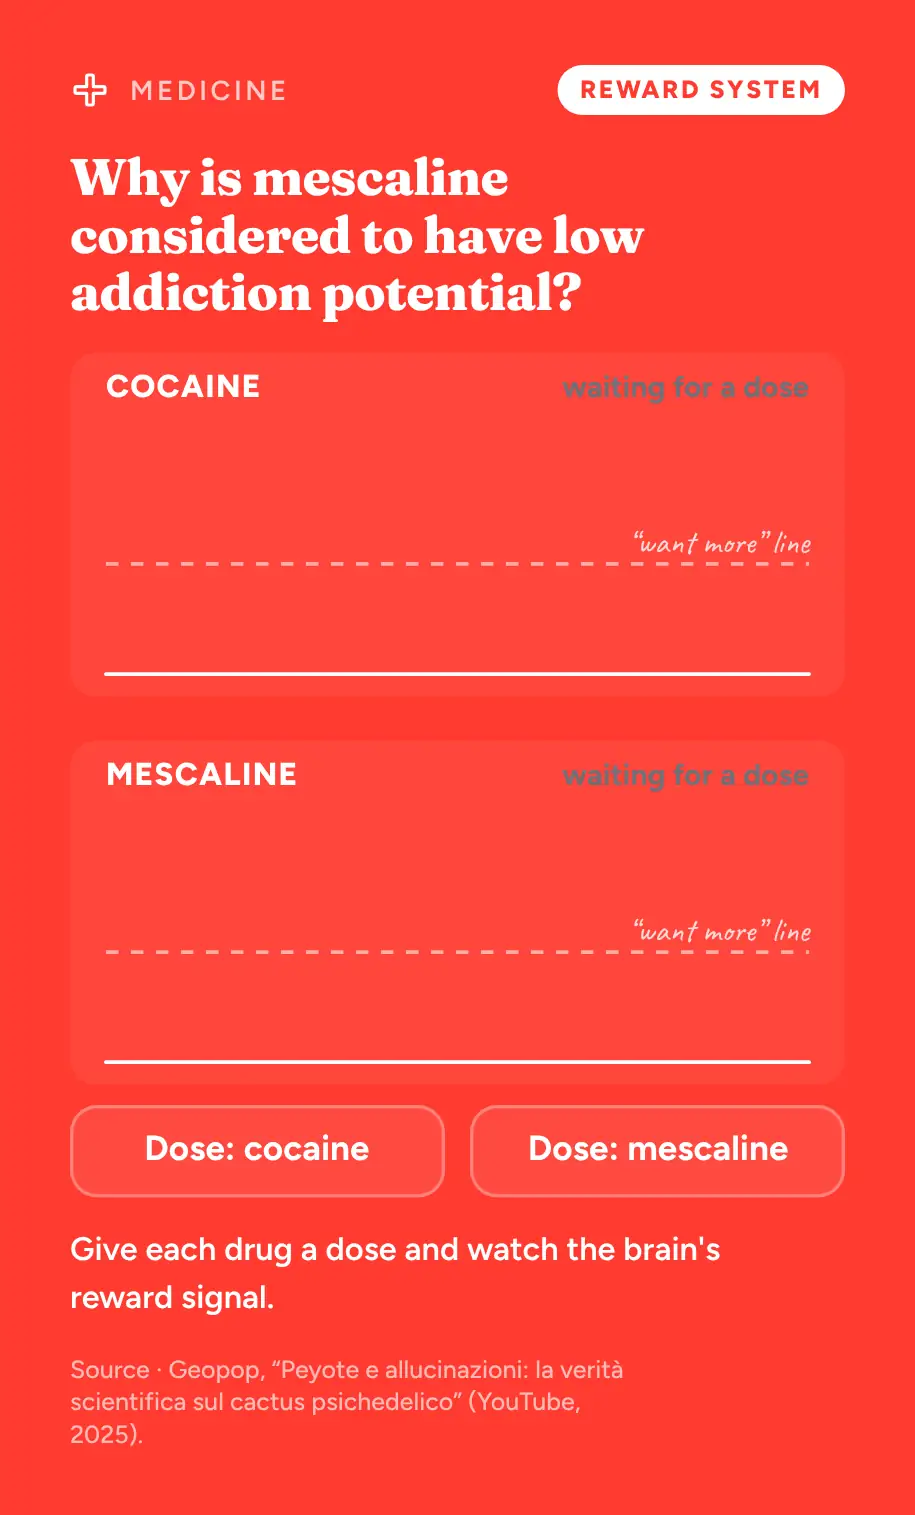 MEDICINE
REWARD SYSTEM
Why is mescaline
considered to have low
addiction potential?
COCAINE
waiting for a dose
“want more” line
MESCALINE
waiting for a dose
“want more” line
Dose: cocaine
Dose: mescaline
Give each drug a dose and watch the brain's
reward signal.
Source · Geopop, “Peyote e allucinazioni: la verità
scientifica sul cactus psichedelico” (YouTube,
2025).